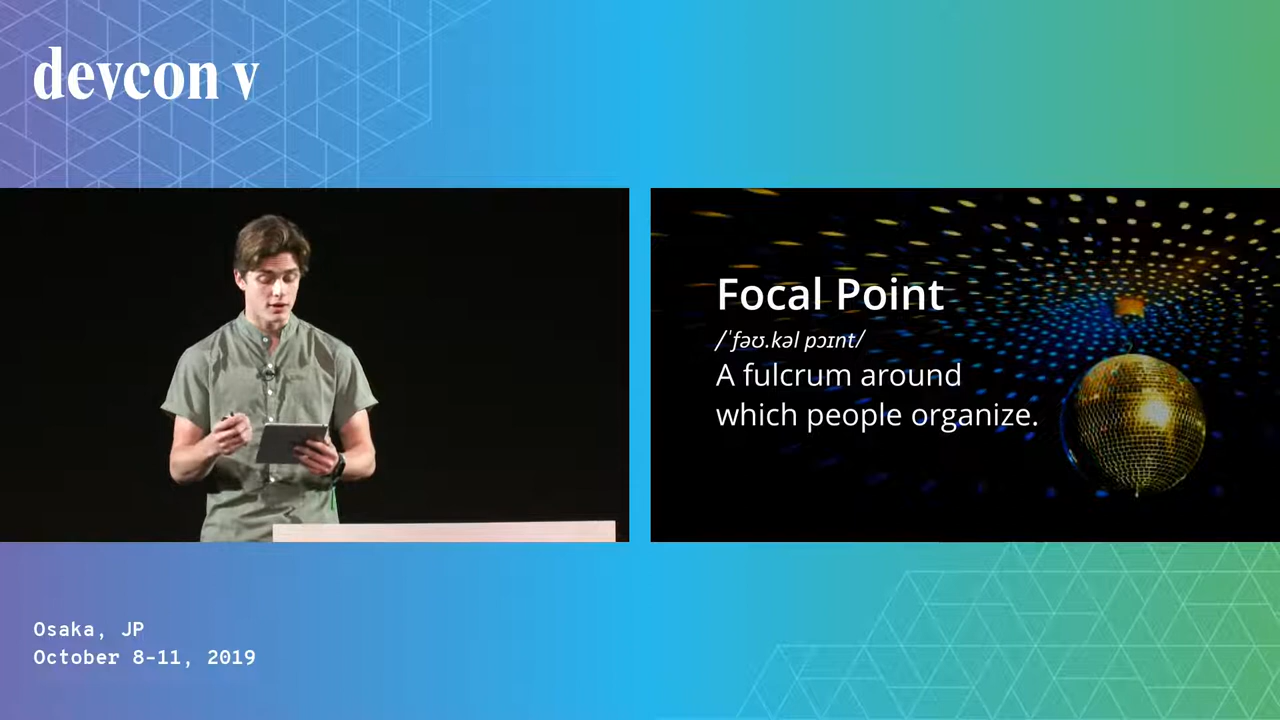 devcon v
Focal Point
/ˈfəʊ.kəl pɔɪnt/
A fulcrum around
which people organize.
Osaka, JP
October 8-11, 2019